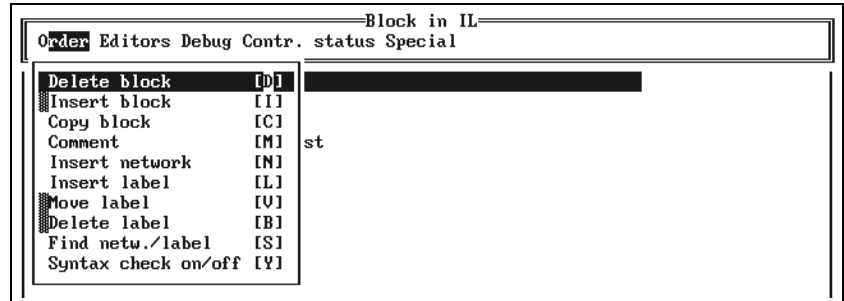 Block in IL
Order Editors Debug Contr. status Special
Delete block [D]
Insert block [I]
Copy block [C]
Comment [M] st
Insert network [N]
Insert label [L]
Move label [V]
Delete label [B]
Find netw./label [S]
Syntax check on/off [Y]